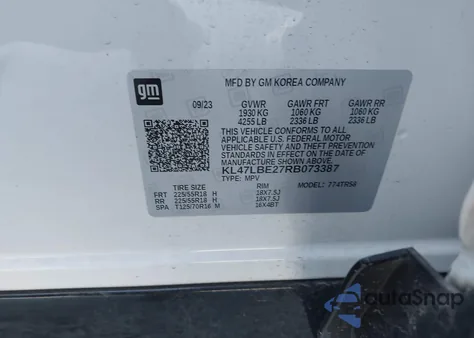 gm
MFD BY GM KOREA COMPANY
09/23 GVWR GAWR FRT GAWR RR
1930 KG 1060 KG 1060 KG
4255 LB 2336 LB 2336 LB
THIS VEHICLE CONFORMS TO ALL
APPLICABLE U.S. FEDERAL MOTOR
VEHICLE SAFETY AND THEFT
PREVENTION STANDARDS IN
EFFECT ON THE DATE OF
MANUFACTURE SHOWN ABOVE.
KL47LBE27RB073387
TYPE: MPV MODEL: 774TR58
TIRE SIZE RIM
FRT 225/55R18 H 18X7.5J
RR 225/55R18 H 18X7.5J
SPA T125/70R16 M 16X4BT
AutaSnap